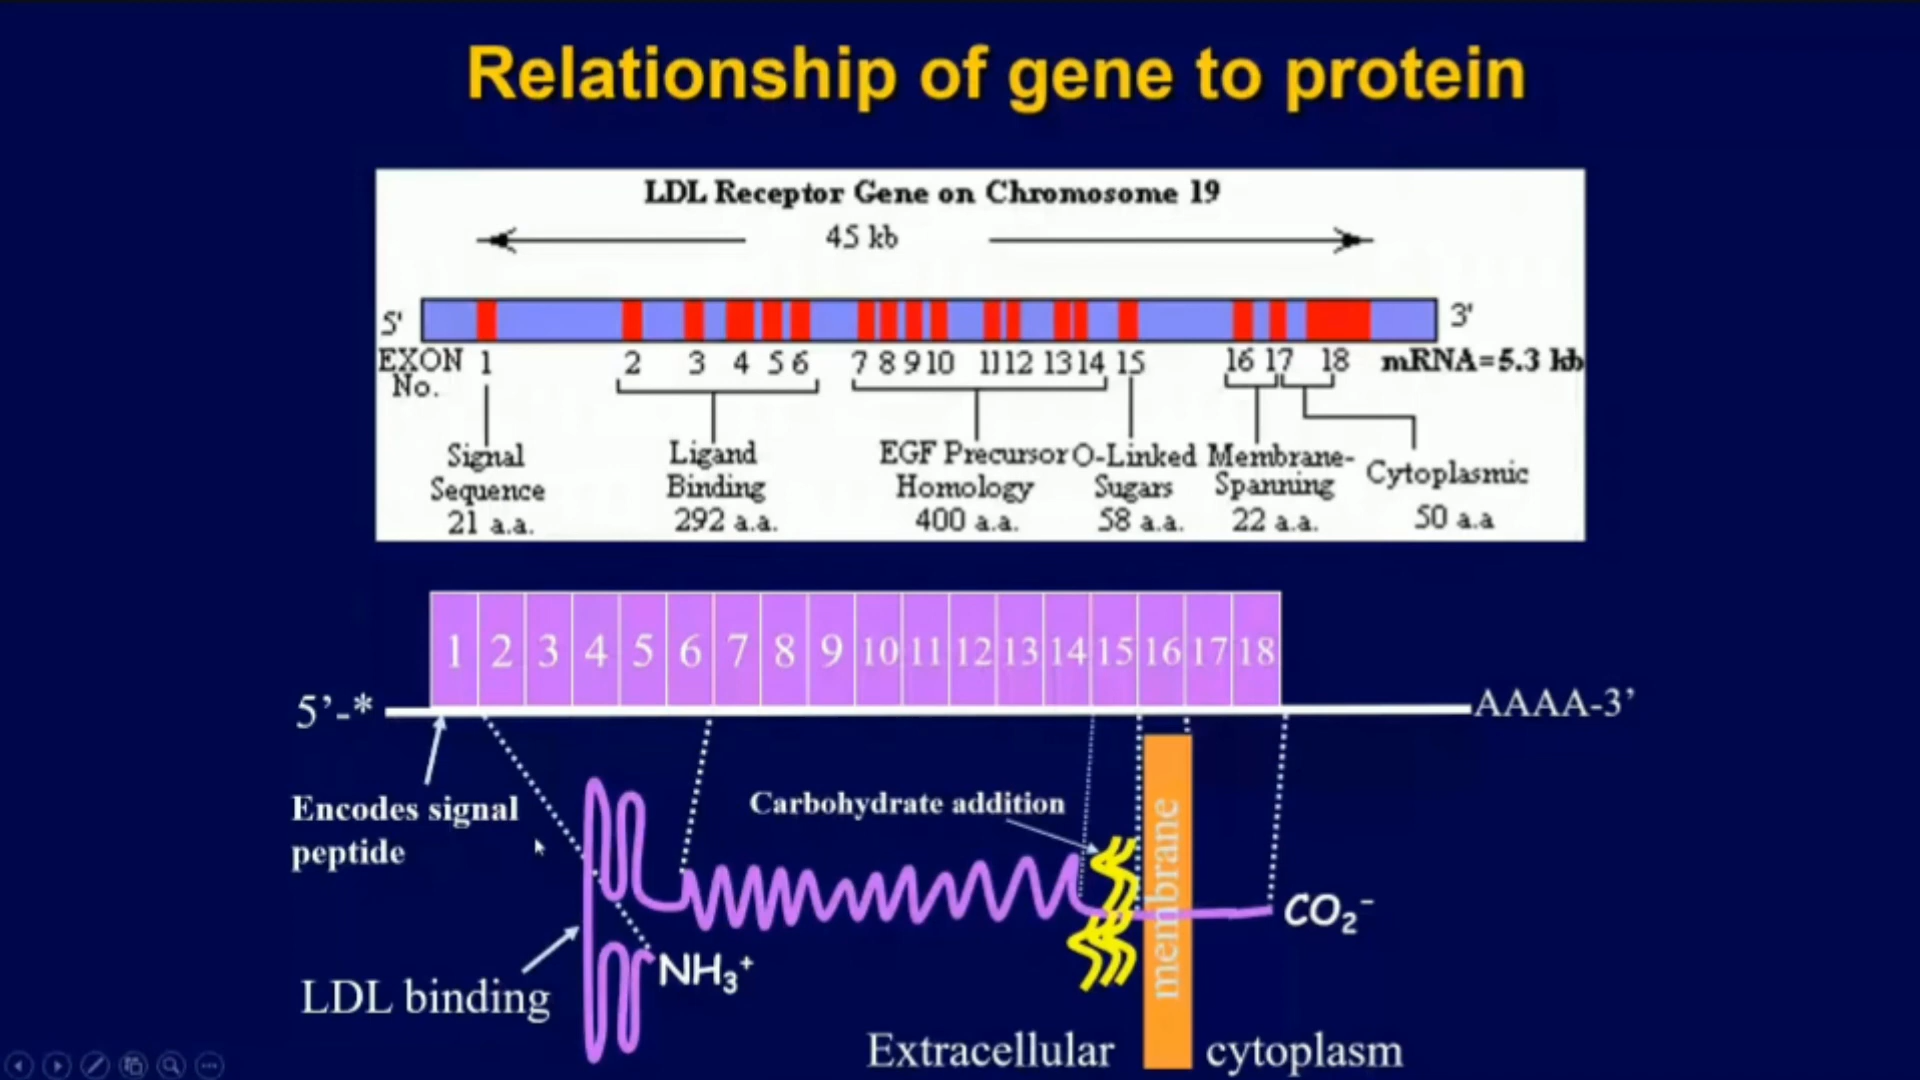 Relationship of gene to protein
LDL Receptor Gene on Chromosome 19
45 kb
5'
3'
EXON 1 2 3 4 5 6 7 8 9 10 11 12 13 14 15 16 17 18 mRNA=5.3 kb
No.
Signal
Sequence
21 a.a.
Ligand
Binding
292 a.a.
EGF Precursor
Homology
400 a.a.
O-Linked
Sugars
58 a.a.
Membrane-
Spanning
22 a.a.
Cytoplasmic
50 a.a
1 2 3 4 5 6 7 8 9 10 11 12 13 14 15 16 17 18
5’-*
AAAA-3’
Encodes signal
peptide
Carbohydrate addition
membrane
CO₂⁻
NH₃⁺
LDL binding
Extracellular
cytoplasm